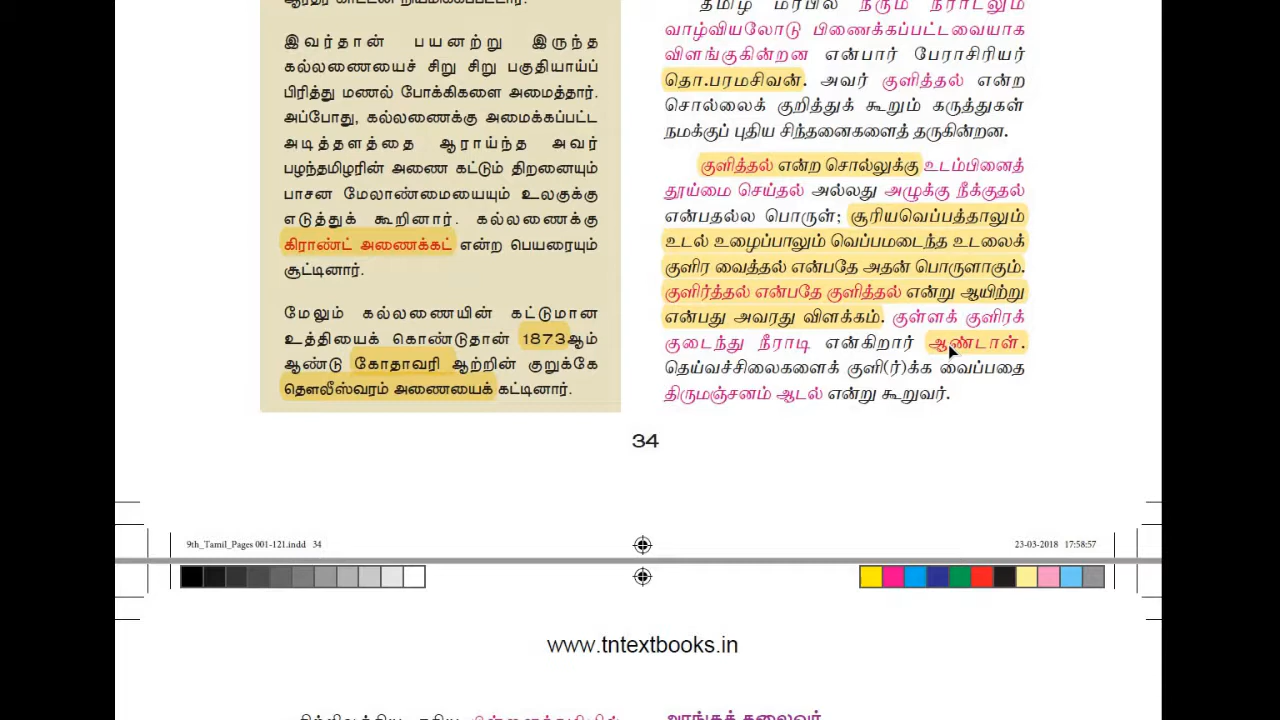 இவர்தான் பயனற்று இருந்த
கல்லணையைச் சிறு சிறு பகுதியாய்ப்
பிரித்து மணல் போக்கிகளை அமைத்தார்.
அப்போது, கல்லணைக்கு அமைக்கப்பட்ட
அடித்தளத்தை ஆராய்ந்த அவர்
பழந்தமிழரின் அணை கட்டும் திறனையும்
பாசன மேலாண்மையையும் உலகுக்கு
எடுத்துக் கூறினார். கல்லணைக்கு
கிராண்ட் அணைக்கட் என்ற பெயரையும்
சூட்டினார்.
மேலும் கல்லணையின் கட்டுமான
உத்தியைக் கொண்டுதான் 1873ஆம்
ஆண்டு கோதாவரி ஆற்றின் குறுக்கே
தௌலீஸ்வரம் அணையைக் கட்டினார்.
தமிழ் மரபில் நீரும் நீராடலும்
வாழ்வியலோடு பிணைக்கப்பட்டவையாக
விளங்குகின்றன என்பார் பேராசிரியர்
தொ.பரமசிவன். அவர் குளித்தல் என்ற
சொல்லைக் குறித்துக் கூறும் கருத்துகள்
நமக்குப் புதிய சிந்தனைகளைத் தருகின்றன.
குளித்தல் என்ற சொல்லுக்கு உடம்பினைத்
தூய்மை செய்தல் அல்லது அழுக்கு நீக்குதல்
என்பதல்ல பொருள்; சூரியவெப்பத்தாலும்
உடல் உழைப்பாலும் வெப்பமடைந்த உடலைக்
குளிர வைத்தல் என்பதே அதன் பொருளாகும்.
குளிர்த்தல் என்பதே குளித்தல் என்று ஆயிற்று
என்பது அவரது விளக்கம். குள்ளக் குளிரக்
குடைந்து நீராடி என்கிறார் ஆண்டாள்.
தெய்வச்சிலைகளைக் குளி(ர்)க்க வைப்பதை
திருமஞ்சனம் ஆடல் என்று கூறுவர்.
34
9th_Tamil_Pages 001-121.indd 34
23-03-2018 17:58:57
www.tntextbooks.in